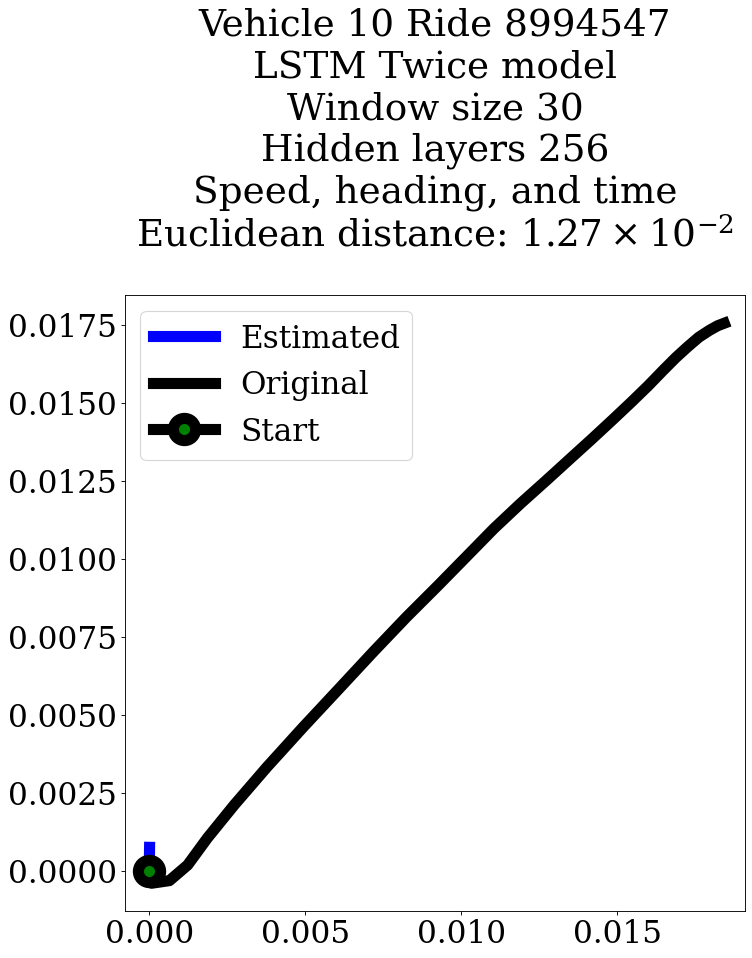 Vehicle 10 Ride 8994547
LSTM Twice model
Window size 30
Hidden layers 256
Speed, heading, and time
Euclidean distance: 1.27 × 10⁻²
Estimated
Original
Start
0.0175
0.0150
0.0125
0.0100
0.0075
0.0050
0.0025
0.0000
0.000 0.005 0.010 0.015